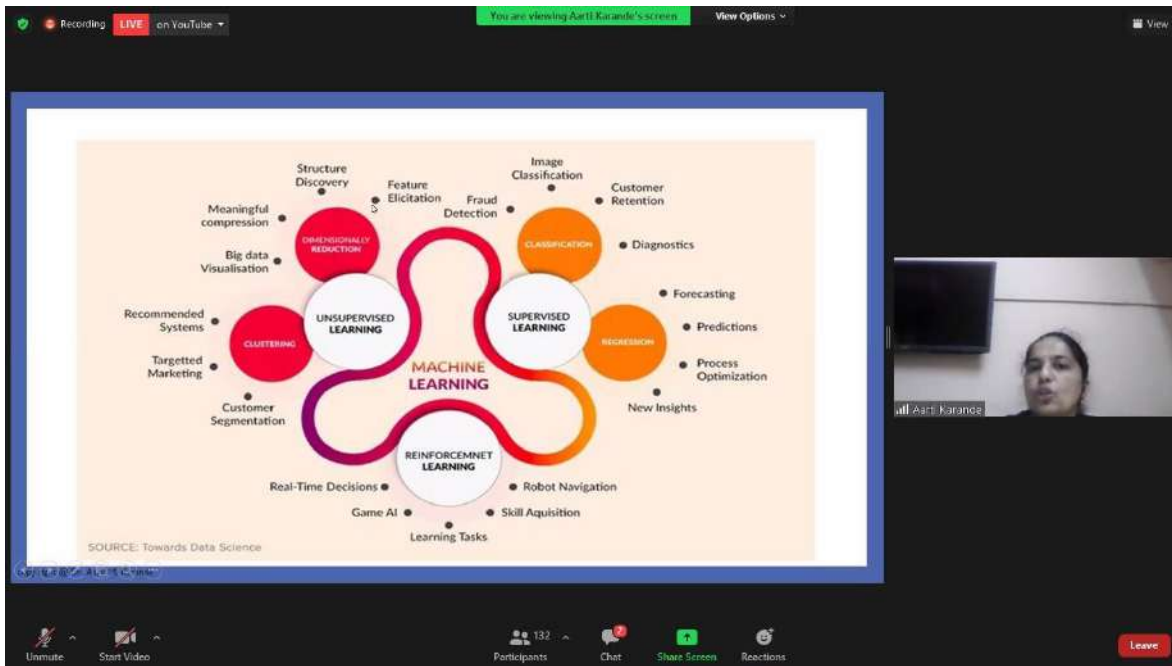 Recording
LIVE
on YouTube
You are viewing Aarti Karande's screen
View Options
View
Structure
Discovery
Feature
Elicitation
Meaningful
compression
Big data
Visualisation
DIMENSIONALLY
REDUCTION
Image
Classification
Fraud
Detection
Customer
Retention
CLASSIFICATION
Diagnostics
UNSUPERVISED
LEARNING
SUPERVISED
LEARNING
Forecasting
Recommended
Systems
Predictions
CLUSTERING
REGRESSION
Targetted
Marketing
Process
Optimization
MACHINE
LEARNING
Customer
Segmentation
New Insights
REINFORCEMNET
LEARNING
Real-Time Decisions
Robot Navigation
Game AI
Skill Aquisition
Learning Tasks
SOURCE: Towards Data Science
Aarti Karande
Unmute
Start Video
132
Participants
2
Chat
Share Screen
Reactions
Leave